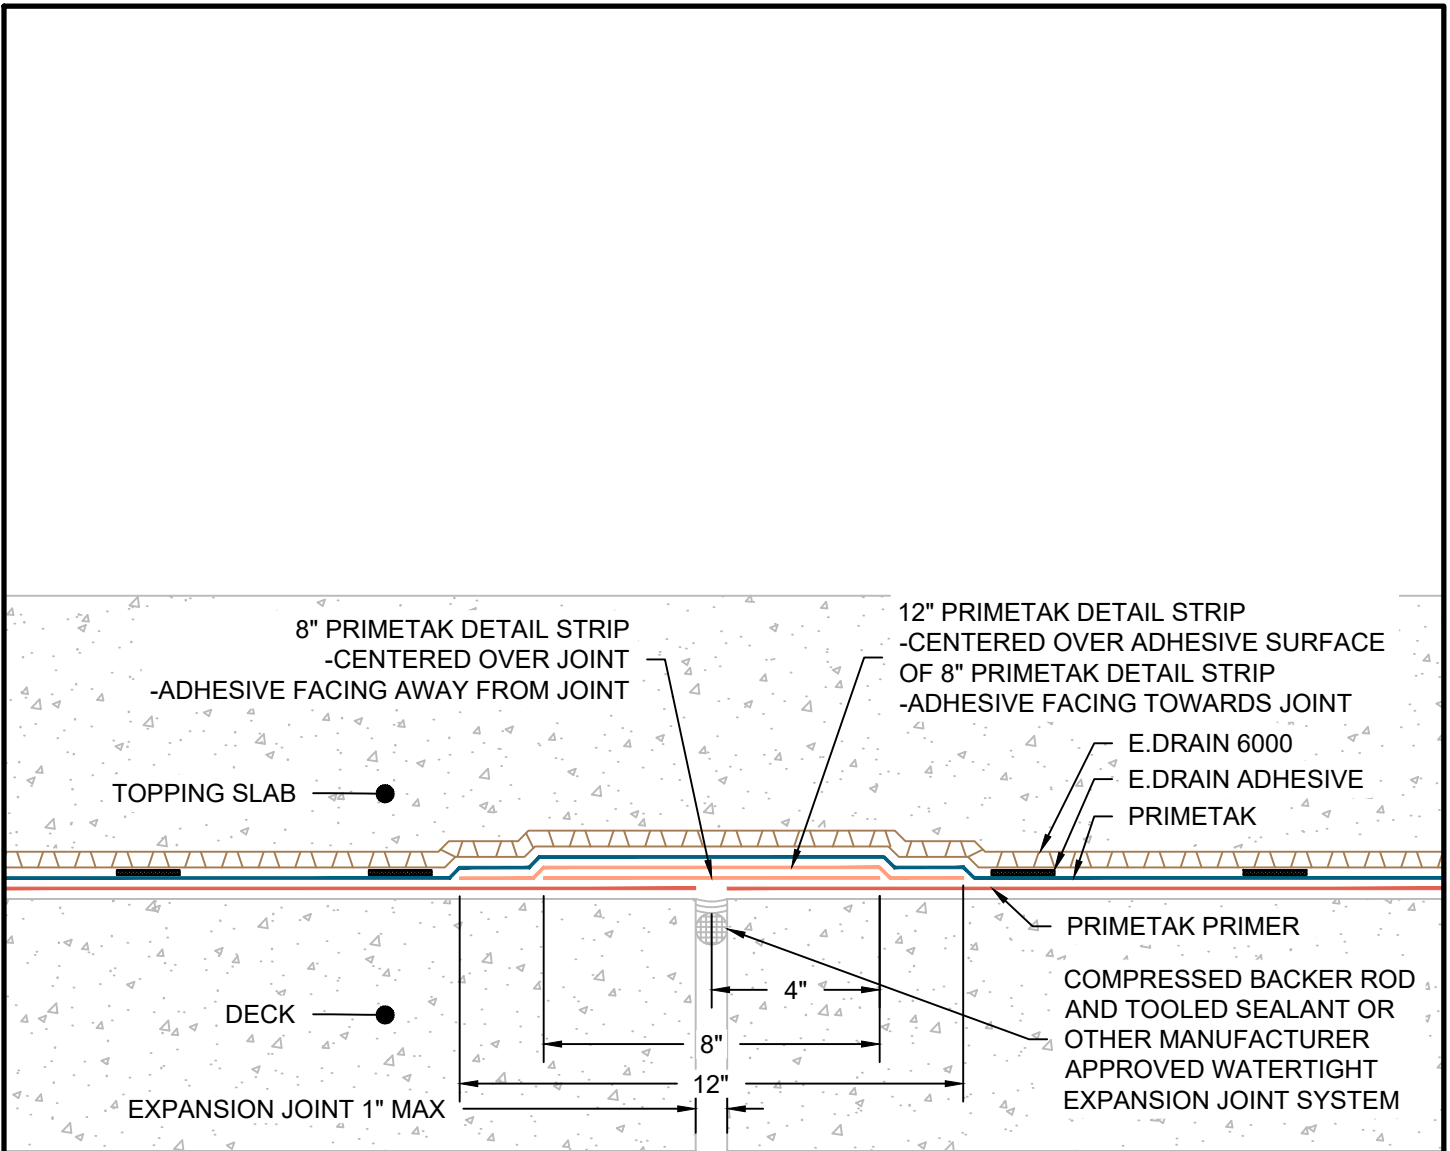 8" PRIMETAK DETAIL STRIP
-CENTERED OVER JOINT
-ADHESIVE FACING AWAY FROM JOINT
12" PRIMETAK DETAIL STRIP
-CENTERED OVER ADHESIVE SURFACE
OF 8" PRIMETAK DETAIL STRIP
-ADHESIVE FACING TOWARDS JOINT
E.DRAIN 6000
E.DRAIN ADHESIVE
PRIMETAK
TOPPING SLAB
PRIMETAK PRIMER
COMPRESSED BACKER ROD
AND TOOLED SEALANT OR
OTHER MANUFACTURER
APPROVED WATERTIGHT
EXPANSION JOINT SYSTEM
DECK
4"
8"
12"
EXPANSION JOINT 1" MAX